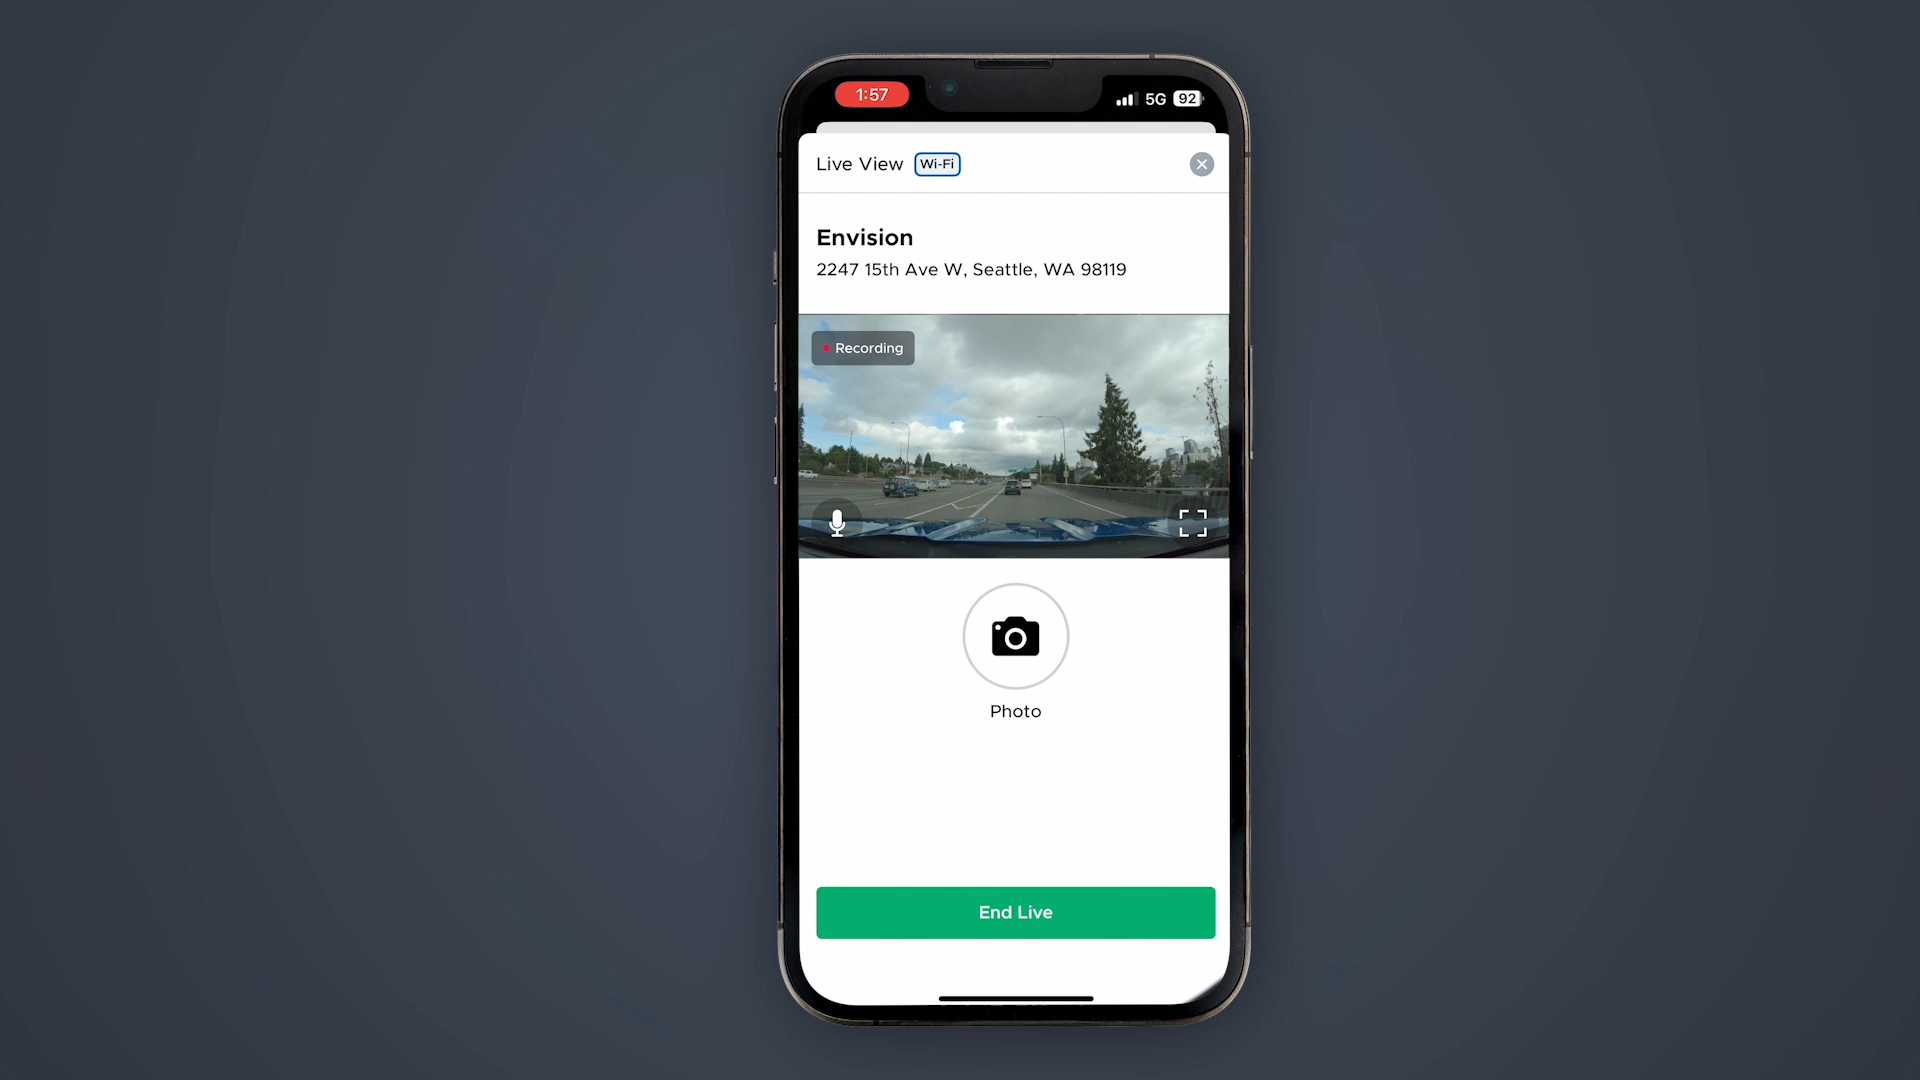 1:57
5G 92
Live View Wi-Fi
Envision
2247 15th Ave W, Seattle, WA 98119
Recording
Photo
End Live